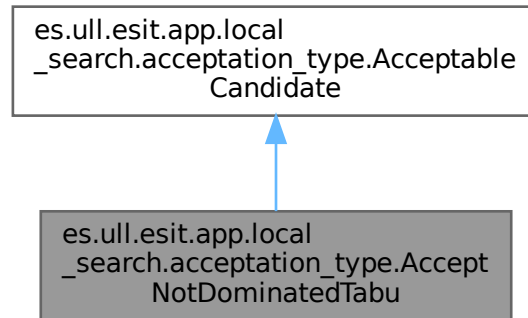 es.ull.esit.app.local
_search.acceptation_type.Acceptable
Candidate
es.ull.esit.app.local
_search.acceptation_type.Accept
NotDominatedTabu